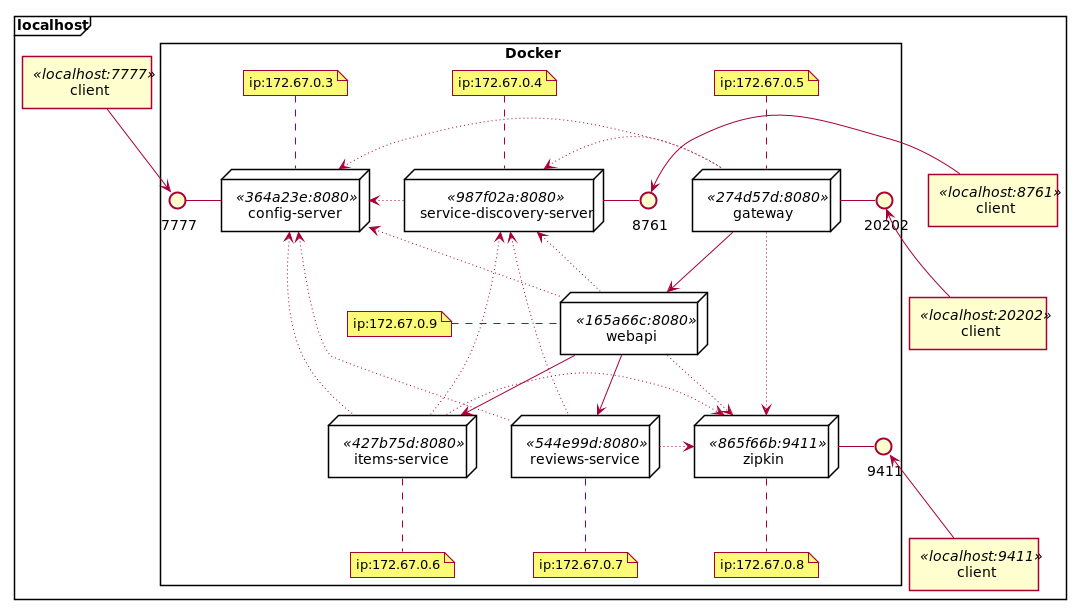 localhost
Docker
«localhost:7777»
client
ip:172.67.0.3
ip:172.67.0.4
ip:172.67.0.5
7777
«364a23e:8080»
config-server
«987f02a:8080»
service-discovery-server
8761
«274d57d:8080»
gateway
20202
«localhost:8761»
client
ip:172.67.0.9
«165a66c:8080»
webapi
«localhost:20202»
client
«427b75d:8080»
items-service
«544e99d:8080»
reviews-service
«865f66b:9411»
zipkin
9411
ip:172.67.0.6
ip:172.67.0.7
ip:172.67.0.8
«localhost:9411»
client